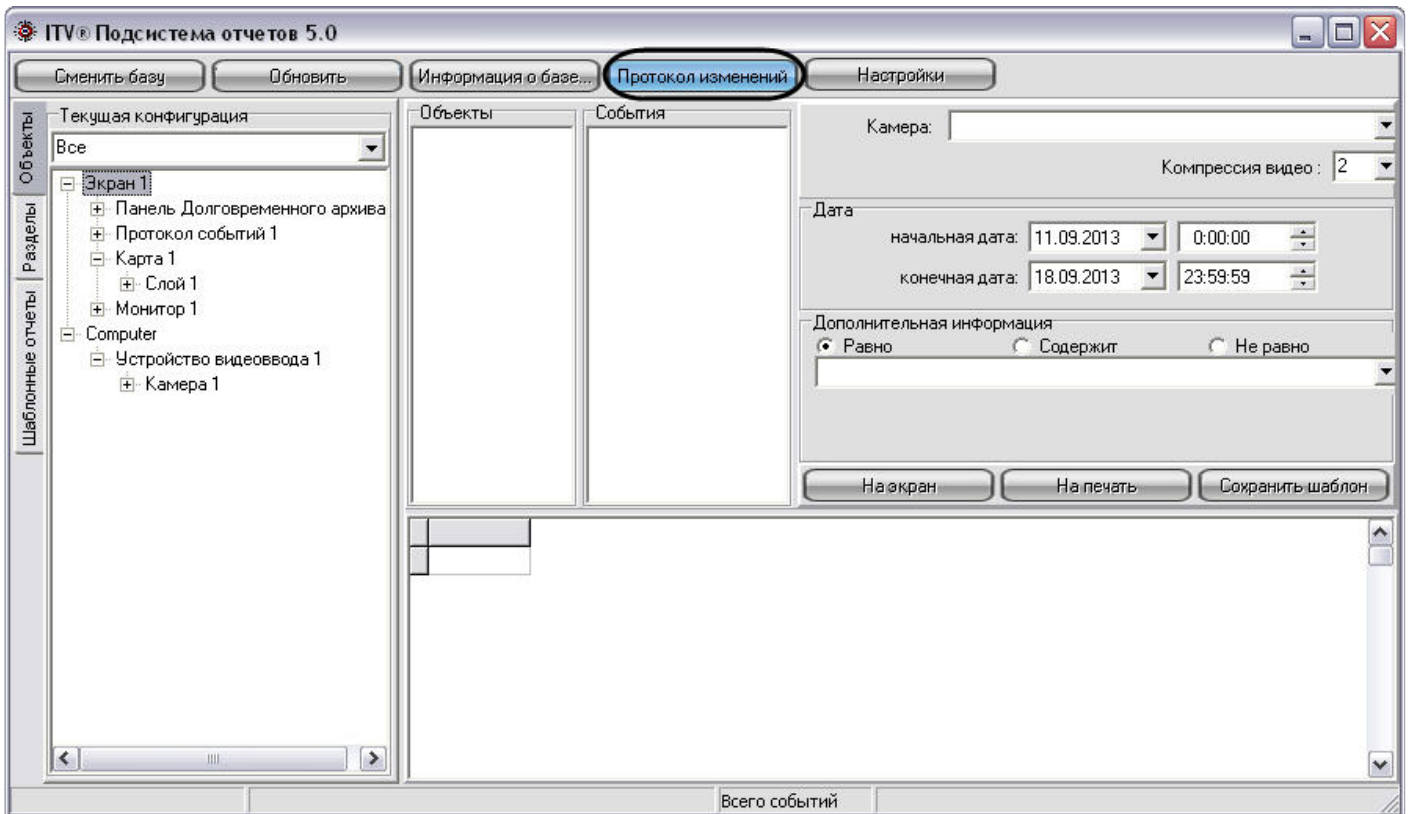 ITV® Подсистема отчетов 5.0
Сменить базу
Обновить
Информация о базе...
Протокол изменений
Настройки
Объекты
Разделы
Шаблонные отчеты
Текущая конфигурация
Все
Экран 1
Панель Долговременного архива
Протокол событий 1
Карта 1
Слой 1
Монитор 1
Computer
Устройство видеоввода 1
Камера 1
Объекты
События
Камера:
Компрессия видео : 2
Дата
начальная дата: 11.09.2013 0:00:00
конечная дата: 18.09.2013 23:59:59
Дополнительная информация
Равно Содержит Не равно
На экран
На печать
Сохранить шаблон
Всего событий